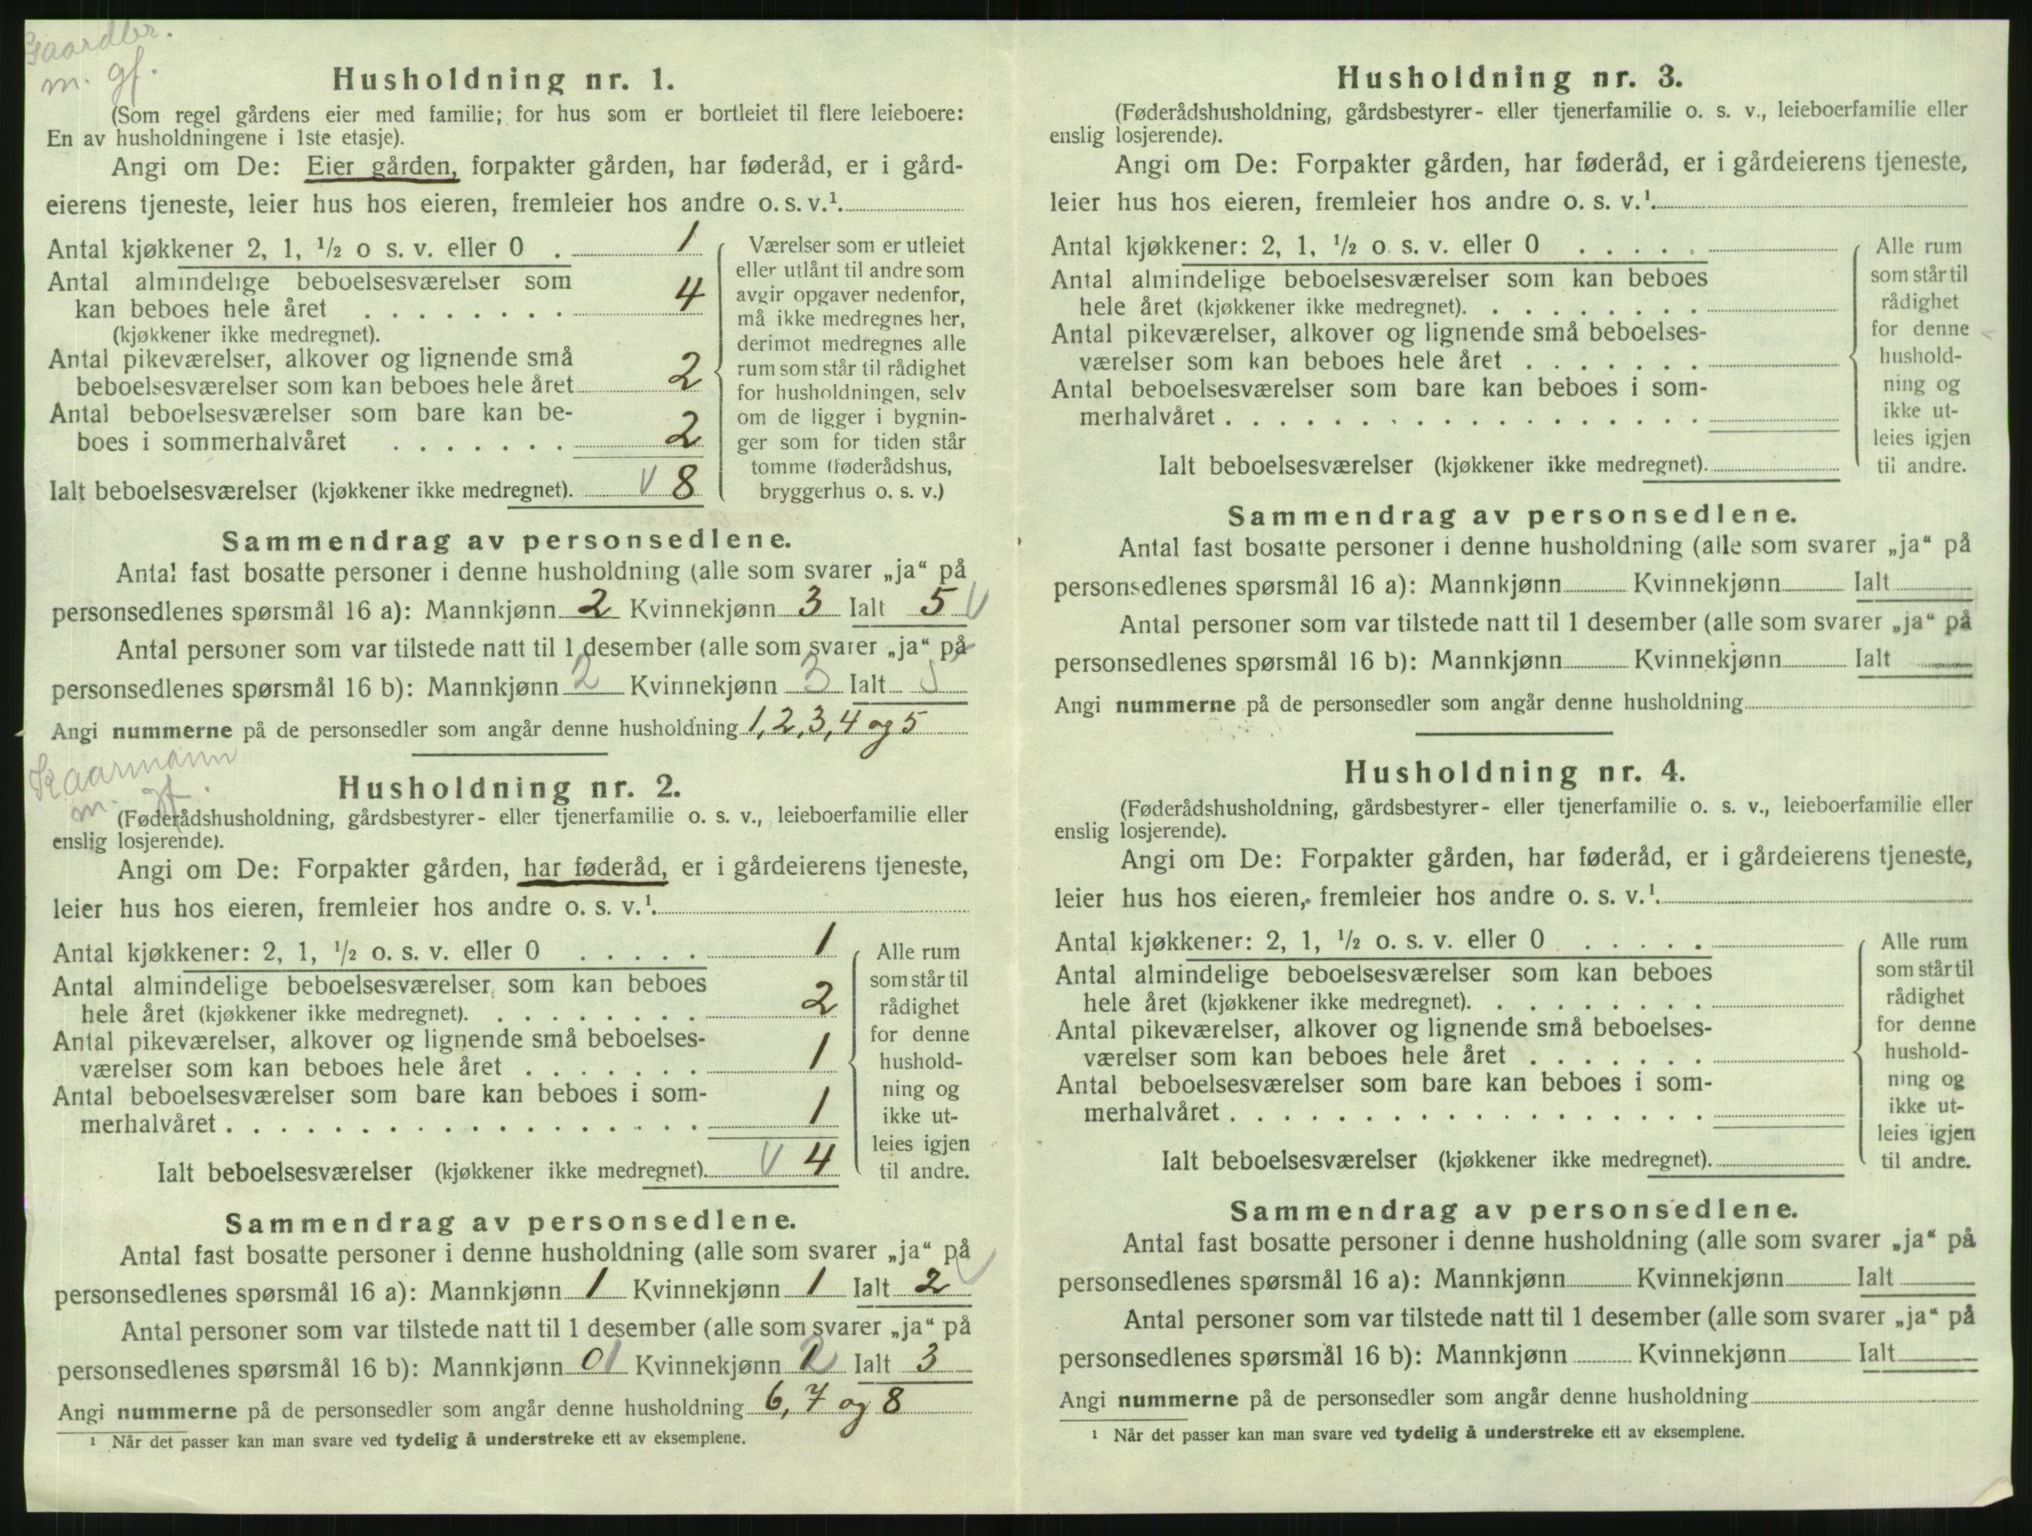 Gaardbr.
m. gf.
Husholdning nr. 1.
(Som regel gårdens eier med familie; for hus som er bortleiet til flere leieboere:
En av husholdningene i 1ste etasje).
Angi om De: Eier gården, forpakter gården, har føderåd, er i gård-
eierens tjeneste, leier hus hos eieren, fremleier hos andre o. s. v.¹.
Antal kjøkkener 2, 1, ½ o s. v. eller 0 . 1
Antal almindelige beboelsesværelser som
kan beboes hele året . . . . . . . . 4
(kjøkkener ikke medregnet).
Antal pikeværelser, alkover og lignende små
beboelsesværelser som kan beboes hele året 2
Antal beboelsesværelser som bare kan be-
boes i sommerhalvåret . . . . . . . 2
Ialt beboelsesværelser (kjøkkener ikke medregnet). V 8
Værelser som er utleiet
eller utlånt til andre som
avgir opgaver nedenfor,
må ikke medregnes her,
derimot medregnes alle
rum som står til rådighet
for husholdningen, selv
om de ligger i bygnin-
ger som for tiden står
tomme (føderådshus,
bryggerhus o. s. v.)
Sammendrag av personsedlene.
Antal fast bosatte personer i denne husholdning (alle som svarer „ja“ på
personsedlenes spørsmål 16 a): Mannkjønn 2 Kvinnekjønn 3 Ialt 5 V
Antal personer som var tilstede natt til 1 desember (alle som svarer „ja“ på
personsedlenes spørsmål 16 b): Mannkjønn 2 Kvinnekjønn 3 Ialt 5
Angi nummerne på de personsedler som angår denne husholdning 1, 2, 3, 4 og 5
Kaarmann
m. gf.
Husholdning nr. 2.
(Føderådshusholdning, gårdsbestyrer- eller tjenerfamilie o. s. v., leieboerfamilie eller
enslig losjerende).
Angi om De: Forpakter gården, har føderåd, er i gårdeierens tjeneste,
leier hus hos eieren, fremleier hos andre o. s. v.¹.
Antal kjøkkener: 2, 1, ½ o. s. v. eller 0 . . . . . 1
Antal almindelige beboelsesværelser som kan beboes
hele året (kjøkkener ikke medregnet). . . . . . . . . 2
Antal pikeværelser, alkover og lignende små beboelses-
værelser som kan beboes hele året . . . . . . . 1
Antal beboelsesværelser som bare kan beboes i som-
merhalvåret . . . . . . . . . . . . . . . . . . 1
Ialt beboelsesværelser (kjøkkener ikke medregnet). V 4
Alle rum
som står til
rådighet
for denne
hushold-
ning og
ikke ut-
leies igjen
til andre.
Sammendrag av personsedlene.
Antal fast bosatte personer i denne husholdning (alle som svarer „ja“ på
personsedlenes spørsmål 16 a): Mannkjønn 1 Kvinnekjønn 1 Ialt 2 V
Antal personer som var tilstede natt til 1 desember (alle som svarer „ja“ på
personsedlenes spørsmål 16 b): Mannkjønn 0 1 Kvinnekjønn 1 2 Ialt 3
Angi nummerne på de personsedler som angår denne husholdning 6, 7 og 8
¹ Når det passer kan man svare ved tydelig å understreke ett av eksemplene.
Husholdning nr. 3.
(Føderådshusholdning, gårdsbestyrer- eller tjenerfamilie o. s. v., leieboerfamilie eller
enslig losjerende).
Angi om De: Forpakter gården, har føderåd, er i gårdeierens tjeneste,
leier hus hos eieren, fremleier hos andre o. s. v.¹.
Antal kjøkkener: 2, 1, ½ o s. v. eller 0 . . . . .
Antal almindelige beboelsesværelser som kan beboes
hele året (kjøkkener ikke medregnet). . . . . . . . .
Antal pikeværelser, alkover og lignende små beboelses-
værelser som kan beboes hele året . . . . . . .
Antal beboelsesværelser som bare kan beboes i som-
merhalvåret . . . . . . . . . . . . . . . . . .
Ialt beboelsesværelser (kjøkkener ikke medregnet).
Alle rum
som står til
rådighet
for denne
hushold-
ning og
ikke ut-
leies igjen
til andre.
Sammendrag av personsedlene.
Antal fast bosatte personer i denne husholdning (alle som svarer „ja“ på
personsedlenes spørsmål 16 a): Mannkjønn Kvinnekjønn Ialt
Antal personer som var tilstede natt til 1 desember (alle som svarer „ja“ på
personsedlenes spørsmål 16 b): Mannkjønn Kvinnekjønn Ialt
Angi nummerne på de personsedler som angår denne husholdning
Husholdning nr. 4.
(Føderådshusholdning, gårdsbestyrer- eller tjenerfamilie o. s. v., leieboerfamilie eller
enslig losjerende).
Angi om De: Forpakter gården, har føderåd, er i gårdeierens tjeneste,
leier hus hos eieren, fremleier hos andre o. s. v.¹.
Antal kjøkkener: 2, 1, ½ o. s. v. eller 0 . . . . .
Antal almindelige beboelsesværelser som kan beboes
hele året (kjøkkener ikke medregnet). . . . . . . . .
Antal pikeværelser, alkover og lignende små beboelses-
værelser som kan beboes hele året . . . . . . .
Antal beboelsesværelser som bare kan beboes i som-
merhalvåret . . . . . . . . . . . . . . . . . .
Ialt beboelsesværelser (kjøkkener ikke medregnet).
Alle rum
som står til
rådighet
for denne
hushold-
ning og
ikke ut-
leies igjen
til andre.
Sammendrag av personsedlene.
Antal fast bosatte personer i denne husholdning (alle som svarer „ja“ på
personsedlenes spørsmål 16 a): Mannkjønn Kvinnekjønn Ialt
Antal personer som var tilstede natt til 1 desember (alle som svarer „ja“ på
personsedlenes spørsmål 16 b): Mannkjønn Kvinnekjønn Ialt
Angi nummerne på de personsedler som angår denne husholdning
¹ Når det passer kan man svare ved tydelig å understreke ett av eksemplene.